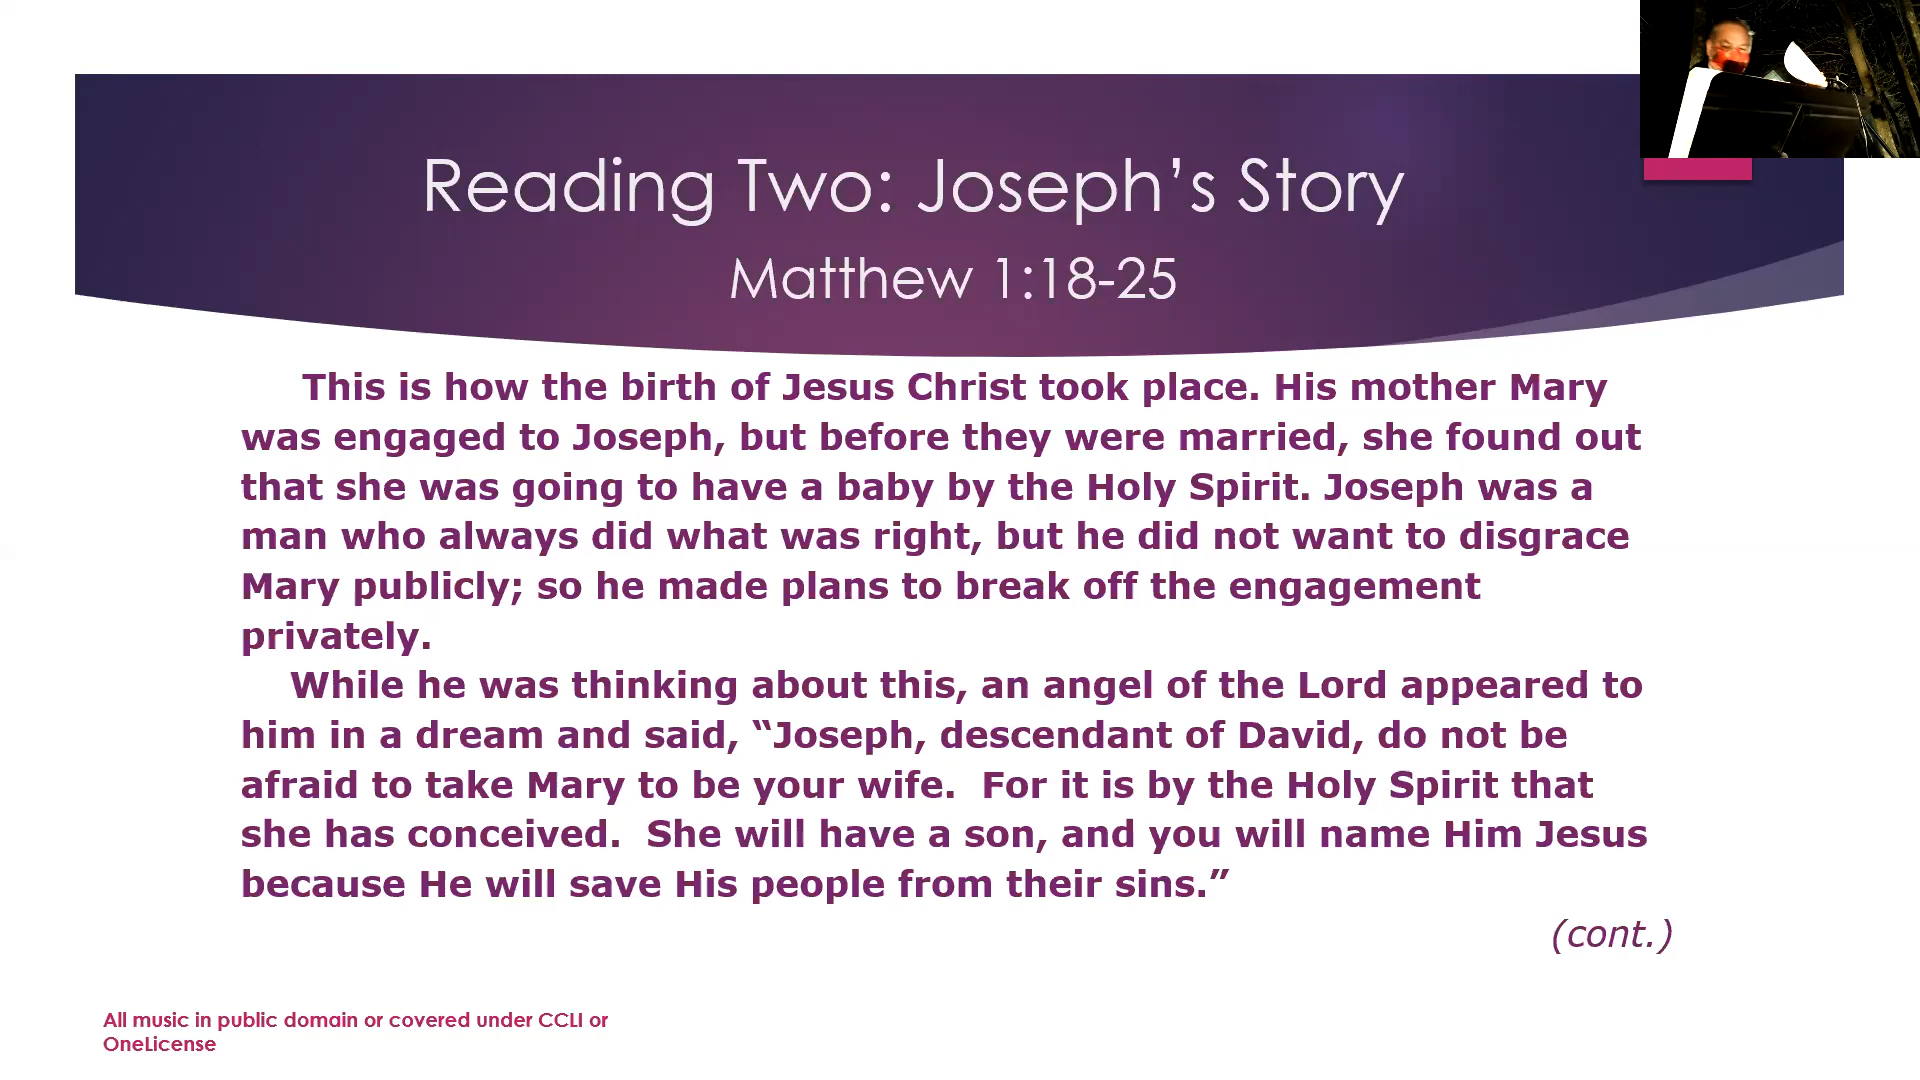 Reading Two: Joseph’s Story
Matthew 1:18-25
This is how the birth of Jesus Christ took place. His mother Mary
was engaged to Joseph, but before they were married, she found out
that she was going to have a baby by the Holy Spirit. Joseph was a
man who always did what was right, but he did not want to disgrace
Mary publicly; so he made plans to break off the engagement
privately.
While he was thinking about this, an angel of the Lord appeared to
him in a dream and said, “Joseph, descendant of David, do not be
afraid to take Mary to be your wife.  For it is by the Holy Spirit that
she has conceived.  She will have a son, and you will name Him Jesus
because He will save His people from their sins.”
(cont.)
All music in public domain or covered under CCLI or
OneLicense